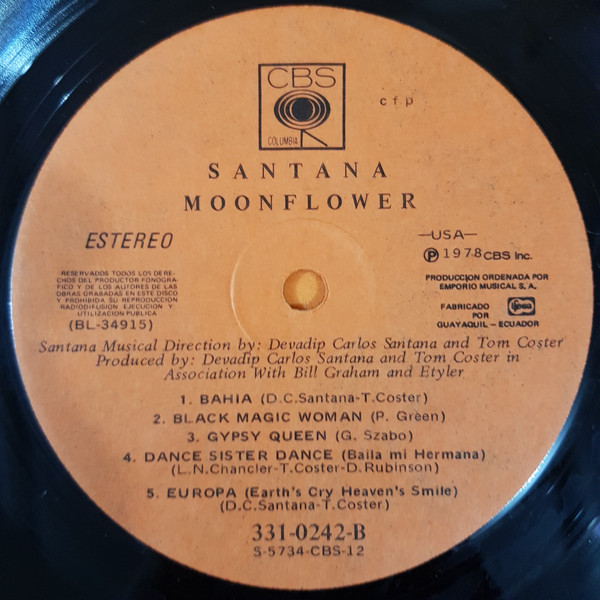 CBS
COLUMBIA
c f p
SANTANA
MOONFLOWER
ESTEREO
—USA—
℗ 1978 CBS Inc.
RESERVADOS TODOS LOS DERE-
CHOS DEL PRODUCTOR FONOGRA-
FICO Y DE LOS AUTORES DE LAS
OBRAS GRABADAS EN ESTE DISCO
Y PROHIBIDA SU REPRODUCCION
RADIODIFUSION EJECUCION Y
UTILIZACION PUBLICA
(BL-34915)
PRODUCCION ORDENADA POR
EMPORIO MUSICAL S, A.
FABRICADO POR
GUAYAQUIL – ECUADOR
Santana Musical Direction by: Devadip Carlos Santana and Tom Coster
Produced by: Devadip Carlos Santana and Tom Coster in
Association With Bill Graham and Etyler
1. BAHIA (D.C.Santana-T.Coster)
2. BLACK MAGIC WOMAN (P. Green)
3. GYPSY QUEEN (G. Szabo)
4. DANCE SISTER DANCE (Baila mi Hermana)
(L.N.Chancler-T.Coster-D.Rubinson)
5. EUROPA (Earth's Cry Heaven's Smile)
(D.C.Santana-T.Coster)
331-0242-B
S-5734-CBS-12